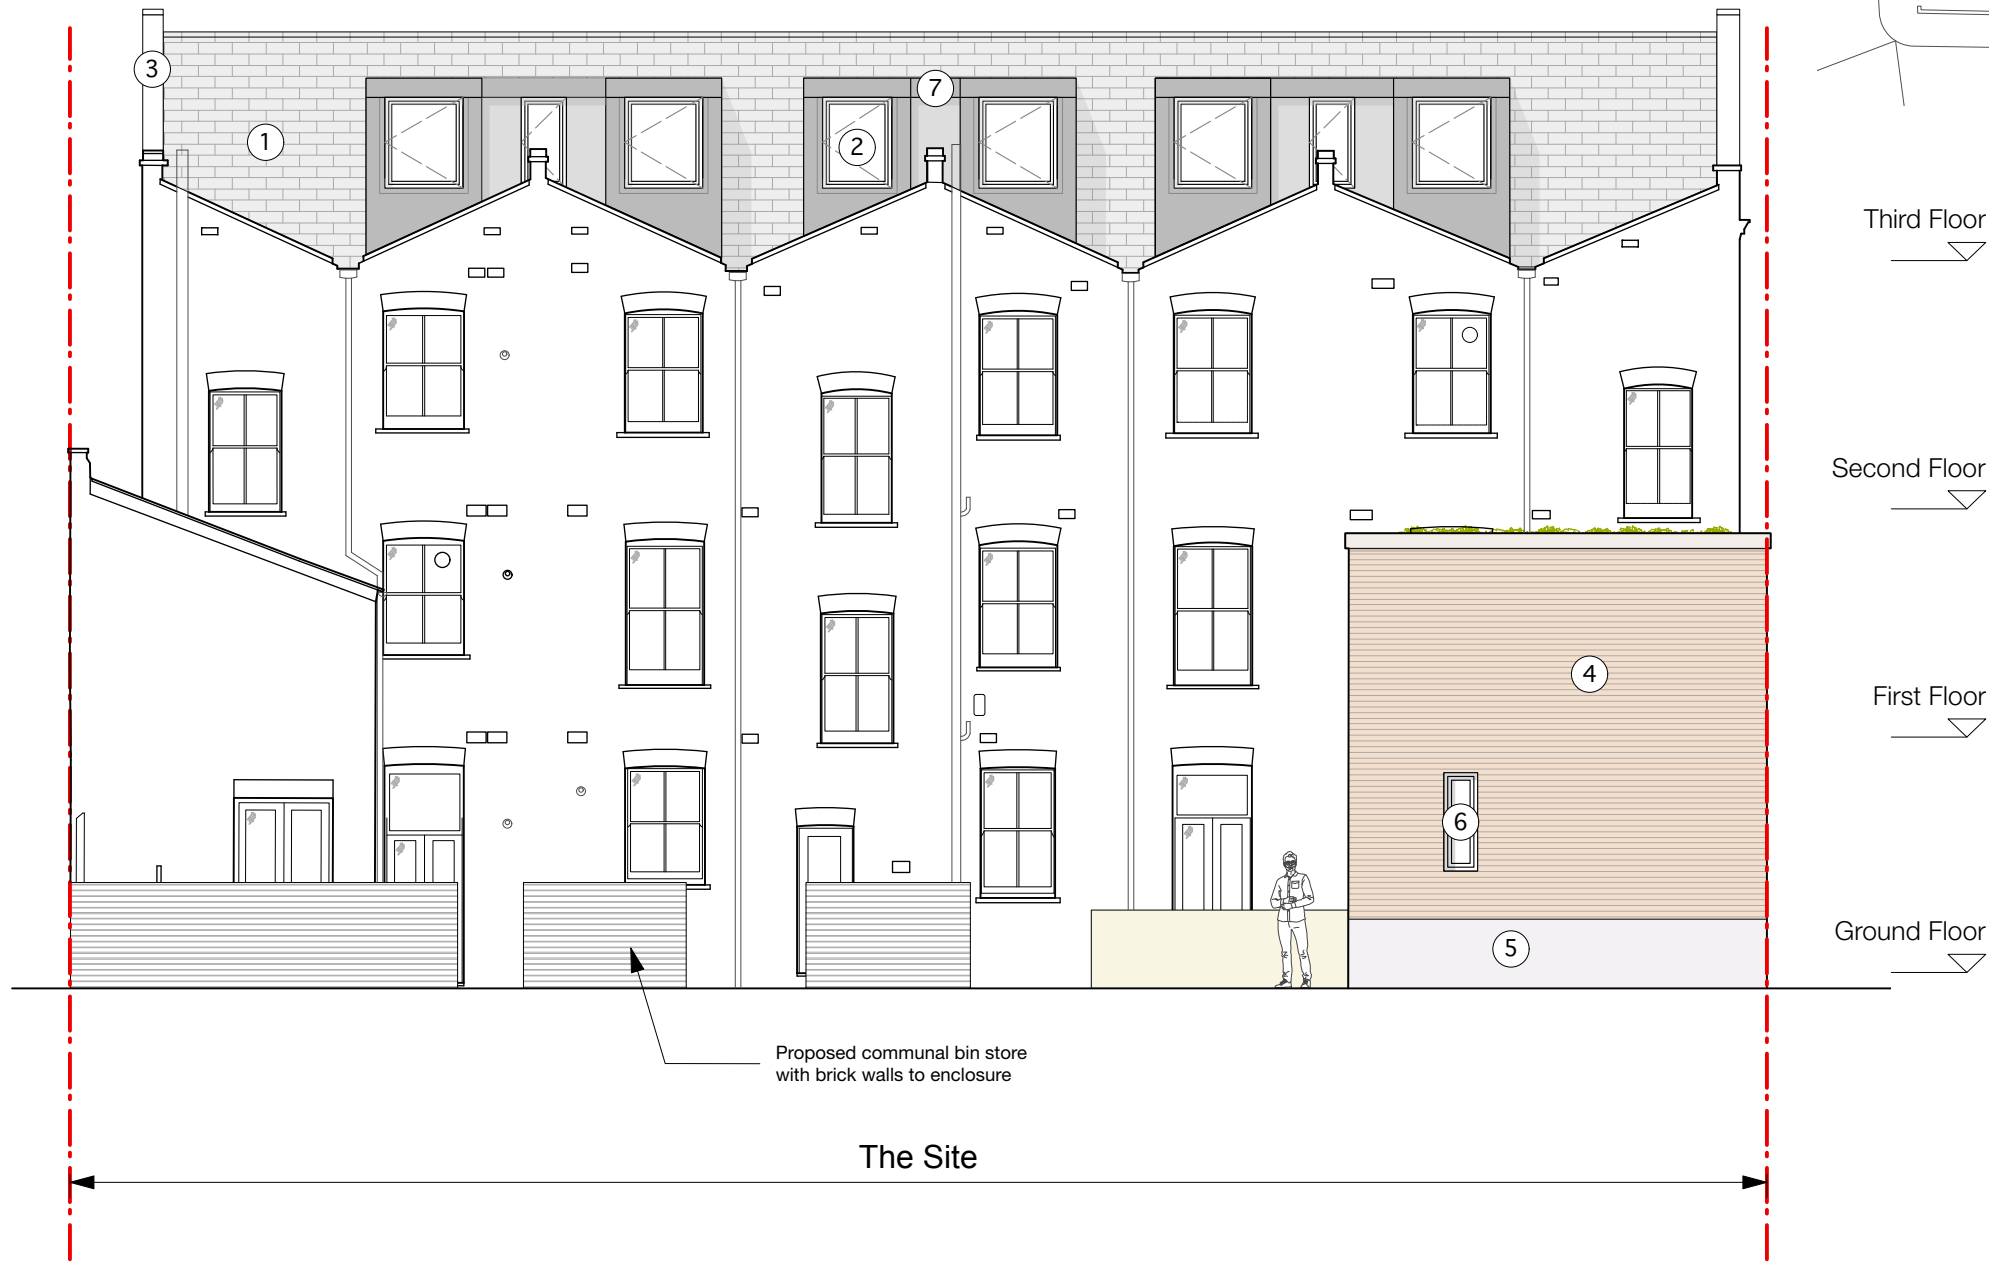 3
7
1
2
Third Floor
Second Floor
4
First Floor
6
5
Ground Floor
Proposed communal bin store
with brick walls to enclosure
The Site